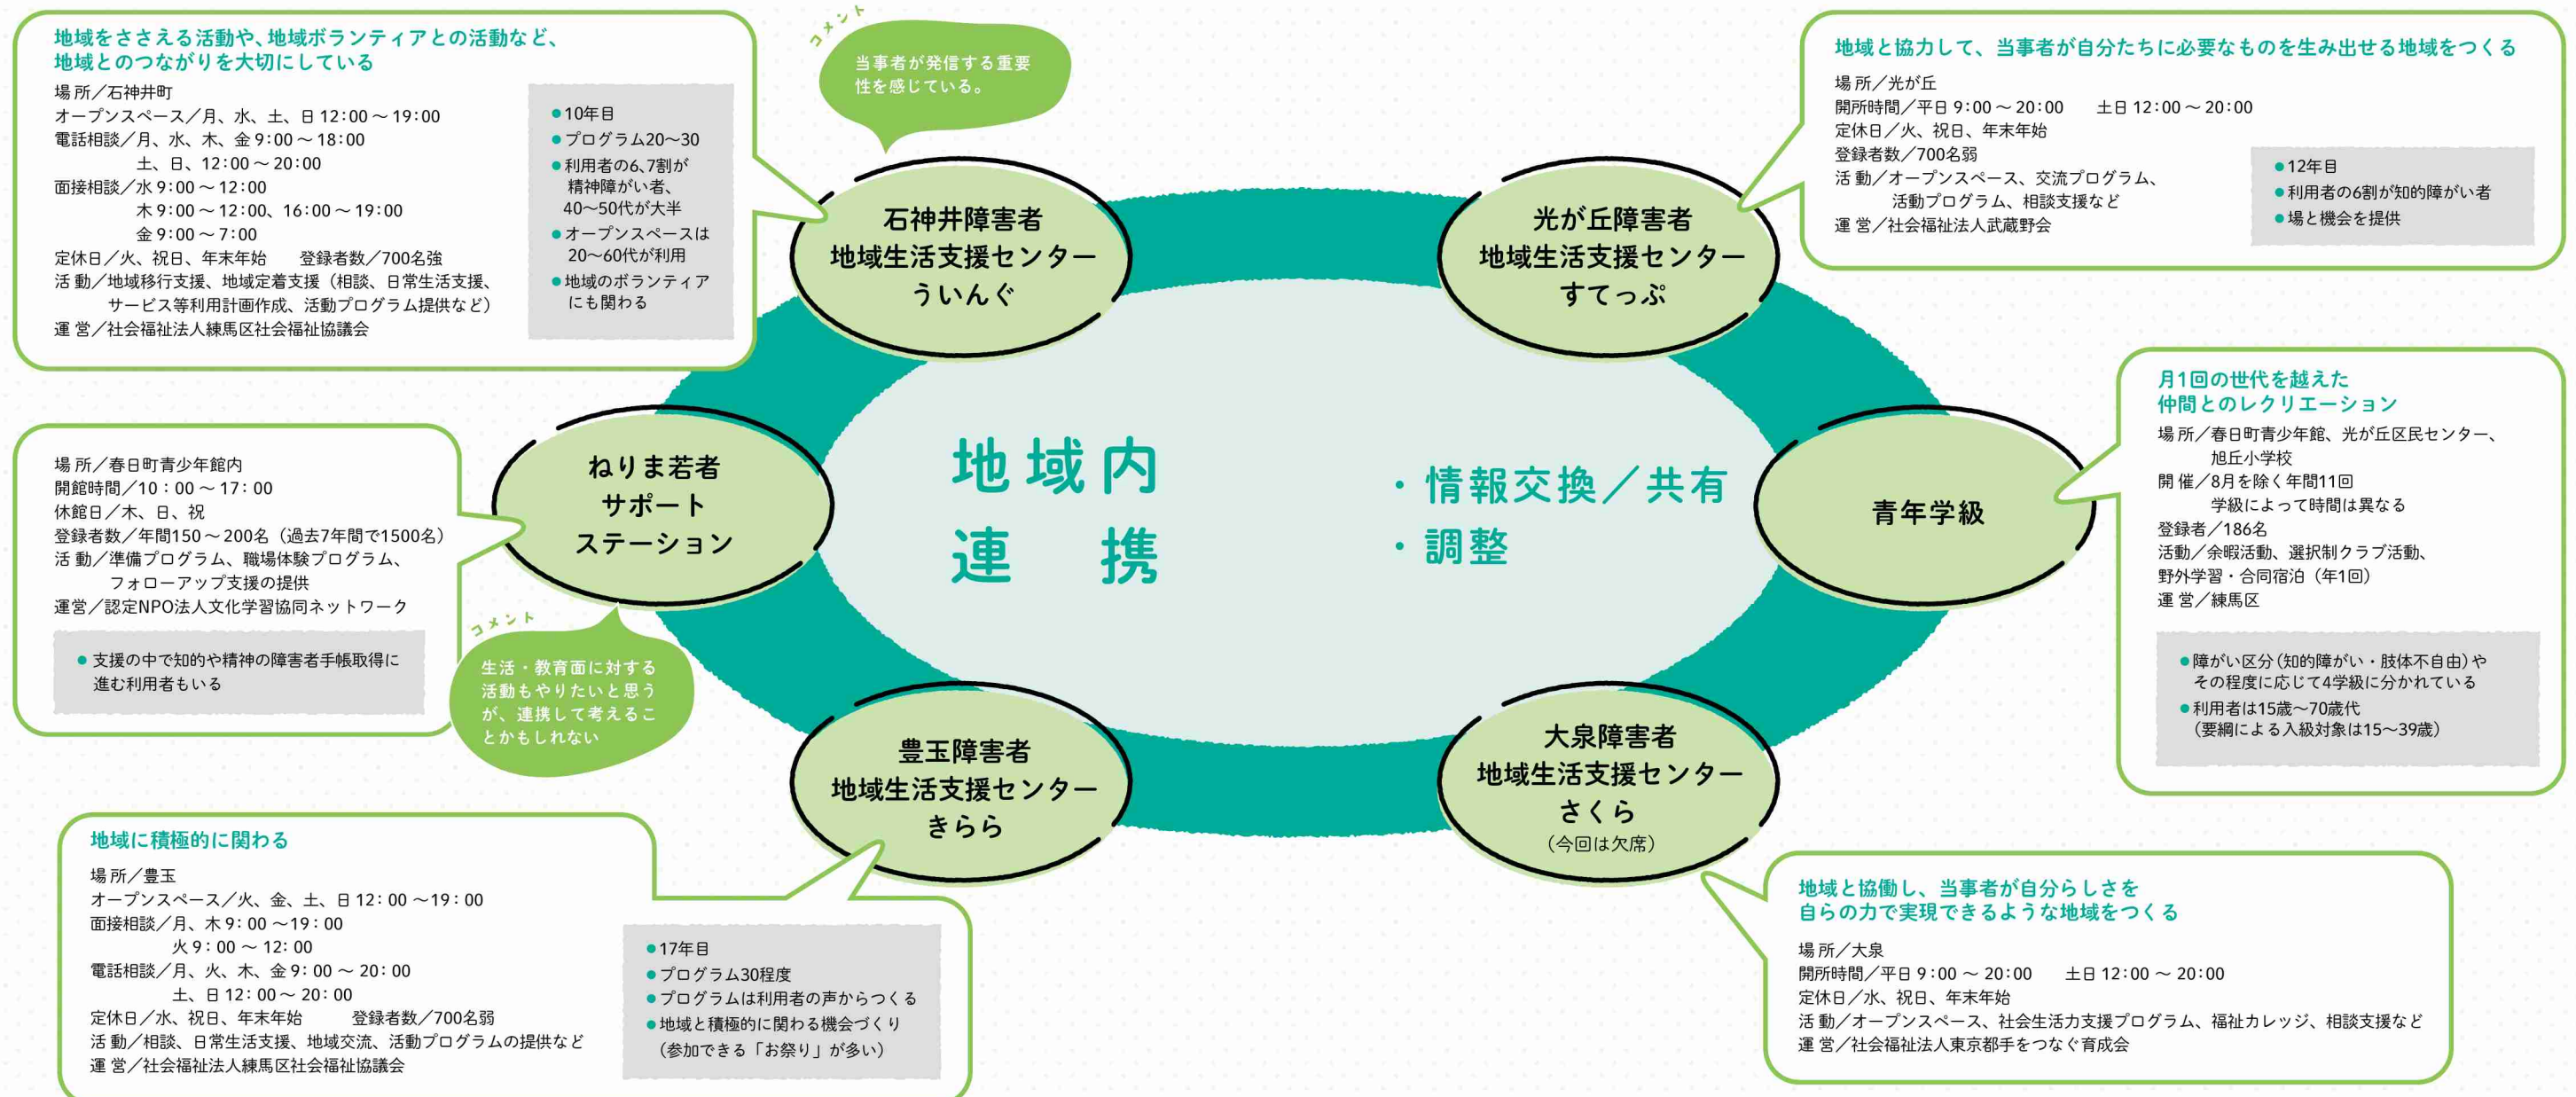 地域をささえる活動や、地域ボランティアとの活動など、
地域とのつながりを大切にしている
場 所／石神井町
オープンスペース／月、水、土、日 12：00 ～ 19：00
電話相談／月、水、木、金 9：00 ～ 18：00
土、日、12：00 ～ 20：00
面接相談／水 9：00 ～ 12：00
木 9：00 ～ 12：00、16：00 ～ 19：00
金 9：00 ～ 7：00
定休日／火、祝日、年末年始　　登録者数／700名強
活 動／地域移行支援、地域定着支援（相談、日常生活支援、
サービス等利用計画作成、活動プログラム提供など）
運 営／社会福祉法人練馬区社会福祉協議会
●10年目
●プログラム20～30
●利用者の6、7割が
精神障がい者、
40～50代が大半
●オープンスペースは
20～60代が利用
●地域のボランティア
にも関わる
コメント
当事者が発信する重要
性を感じている。
石神井障害者
地域生活支援センター
ういんぐ
地域と協力して、当事者が自分たちに必要なものを生み出せる地域をつくる
場 所／光が丘
開所時間／平日 9：00 ～ 20：00　　土日 12：00 ～ 20：00
定休日／火、祝日、年末年始
登録者数／700名弱
活 動／オープンスペース、交流プログラム、
活動プログラム、相談支援など
運 営／社会福祉法人武蔵野会
●12年目
●利用者の6割が知的障がい者
●場と機会を提供
光が丘障害者
地域生活支援センター
すてっぷ
場 所／春日町青少年館内
開館時間／10：00 ～ 17：00
休館日／木、日、祝
登録者数／年間150 ～ 200名（過去7年間で1500名）
活 動／準備プログラム、職場体験プログラム、
フォローアップ支援の提供
運営／認定NPO法人文化学習協同ネットワーク
●支援の中で知的や精神の障害者手帳取得に
進む利用者もいる
ねりま若者
サポート
ステーション
コメント
生活・教育面に対する
活動もやりたいと思う
が、連携して考えるこ
とかもしれない
地域内
連　携
・情報交換／共有
・調整
青年学級
月1回の世代を越えた
仲間とのレクリエーション
場 所／春日町青少年館、光が丘区民センター、
旭丘小学校
開 催／8月を除く年間11回
学級によって時間は異なる
登録者／186名
活動／余暇活動、選択制クラブ活動、
野外学習・合同宿泊（年1回）
運 営／練馬区
●障がい区分（知的障がい・肢体不自由）や
その程度に応じて4学級に分かれている
●利用者は15歳～70歳代
（要綱による入級対象は15～39歳）
豊玉障害者
地域生活支援センター
きらら
地域に積極的に関わる
場 所／豊玉
オープンスペース／火、金、土、日 12：00 ～19：00
面接相談／月、木 9：00 ～19：00
火 9：00 ～ 12：00
電話相談／月、火、木、金 9：00 ～ 20：00
土、日 12：00 ～ 20：00
定休日／水、祝日、年末年始　　　登録者数／700名弱
活 動／相談、日常生活支援、地域交流、活動プログラムの提供など
運 営／社会福祉法人練馬区社会福祉協議会
●17年目
●プログラム30程度
●プログラムは利用者の声からつくる
●地域と積極的に関わる機会づくり
（参加できる「お祭り」が多い）
大泉障害者
地域生活支援センター
さくら
（今回は欠席）
地域と協働し、当事者が自分らしさを
自らの力で実現できるような地域をつくる
場 所／大泉
開所時間／平日 9：00 ～ 20：00　　土日 12：00 ～ 20：00
定休日／水、祝日、年末年始
活 動／オープンスペース、社会生活力支援プログラム、福祉カレッジ、相談支援など
運 営／社会福祉法人東京都手をつなぐ育成会